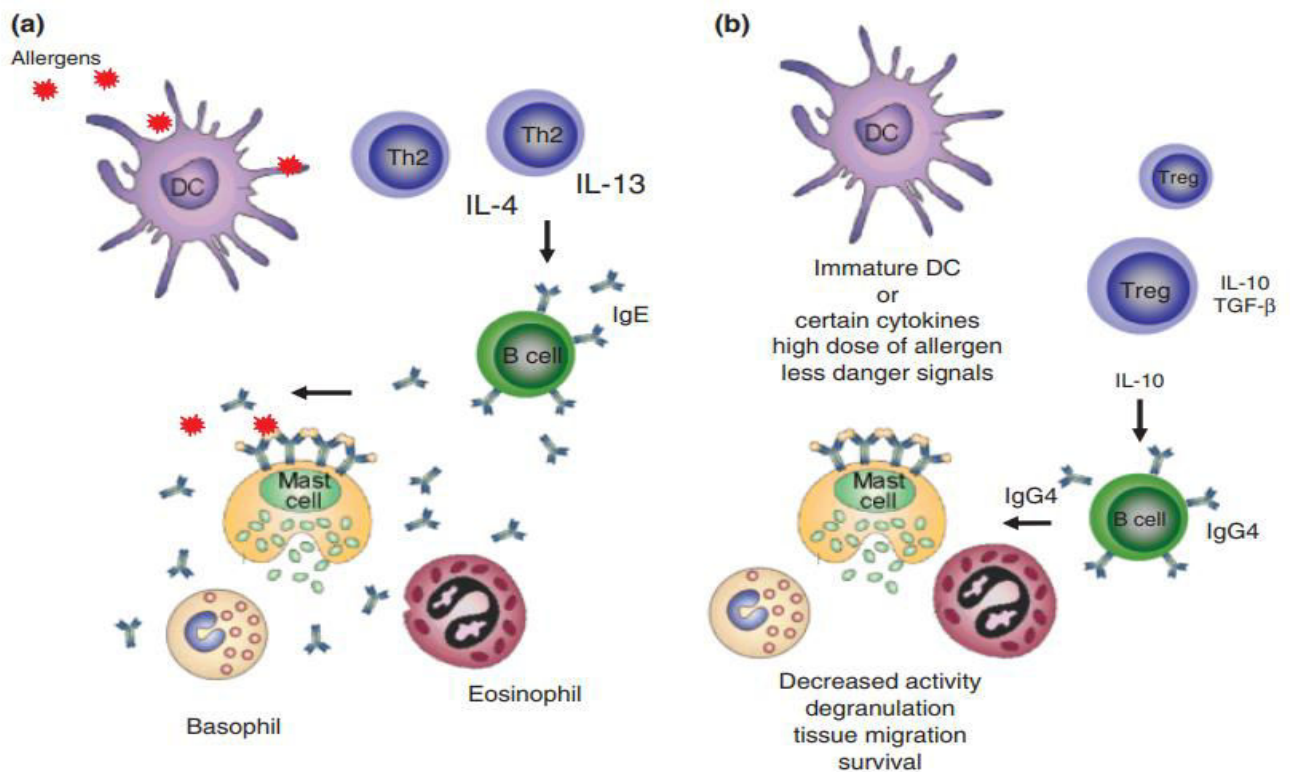 (a)
Allergens
DC
Th2
Th2
IL-4
IL-13
IgE
B cell
Mast
cell
Basophil
Eosinophil
(b)
DC
Immature DC
or
certain cytokines
high dose of allergen
less danger signals
Treg
Treg
IL-10
TGF-β
IL-10
Mast
cell
IgG4
B cell
IgG4
Decreased activity
degranulation
tissue migration
survival